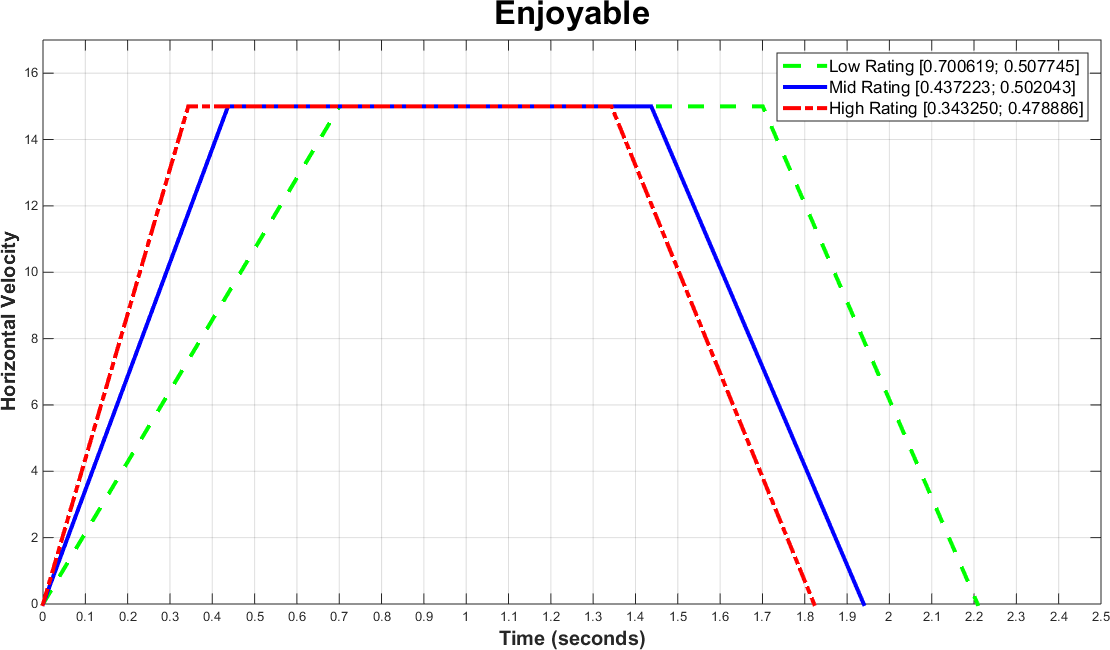 Enjoyable
Low Rating [0.700619; 0.507745]
Mid Rating [0.437223; 0.502043]
High Rating [0.343250; 0.478886]
Horizontal Velocity
16
14
12
10
8
6
4
2
0
0 0.1 0.2 0.3 0.4 0.5 0.6 0.7 0.8 0.9 1 1.1 1.2 1.3 1.4 1.5 1.6 1.7 1.8 1.9 2 2.1 2.2 2.3 2.4 2.5
Time (seconds)